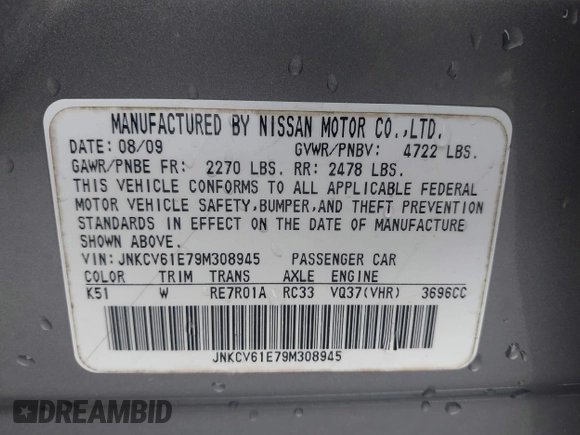 MANUFACTURED BY NISSAN MOTOR CO.,LTD.
DATE: 08/09 GVWR/PNBV: 4722 LBS.
GAWR/PNBE FR: 2270 LBS. RR: 2478 LBS.
THIS VEHICLE CONFORMS TO ALL APPLICABLE FEDERAL
MOTOR VEHICLE SAFETY,BUMPER,AND THEFT PREVENTION
STANDARDS IN EFFECT ON THE DATE OF MANUFACTURE
SHOWN ABOVE.
VIN:JNKCV61E79M308945 PASSENGER CAR
COLOR TRIM TRANS AXLE ENGINE
K51 W RE7R01A RC33 VQ37(VHR) 3696CC
JNKCV61E79M308945
DREAMBID